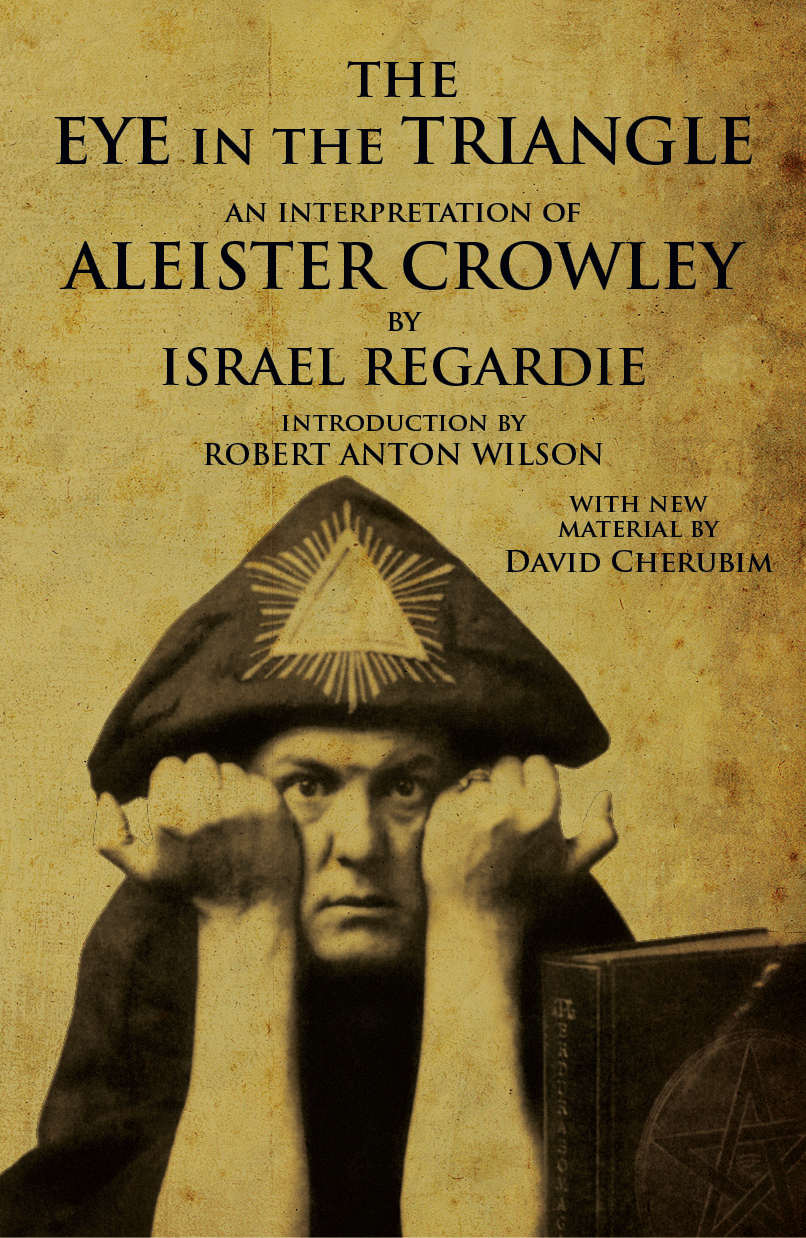 THE
EYE IN THE TRIANGLE
AN INTERPRETATION OF
ALEISTER CROWLEY
BY
ISRAEL REGARDIE
INTRODUCTION BY
ROBERT ANTON WILSON
WITH NEW
MATERIAL BY
DAVID CHERUBIM